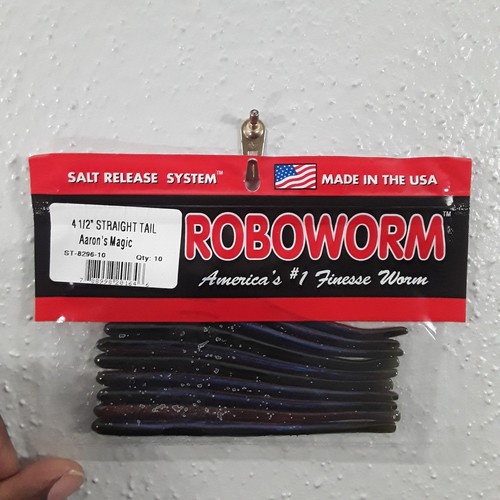 SALT RELEASE SYSTEM™
MADE IN THE USA
4 1/2" STRAIGHT TAIL
Aaron's Magic
ST-8296-10 Qty: 10
ROBOWORM™
America's #1 Finesse Worm